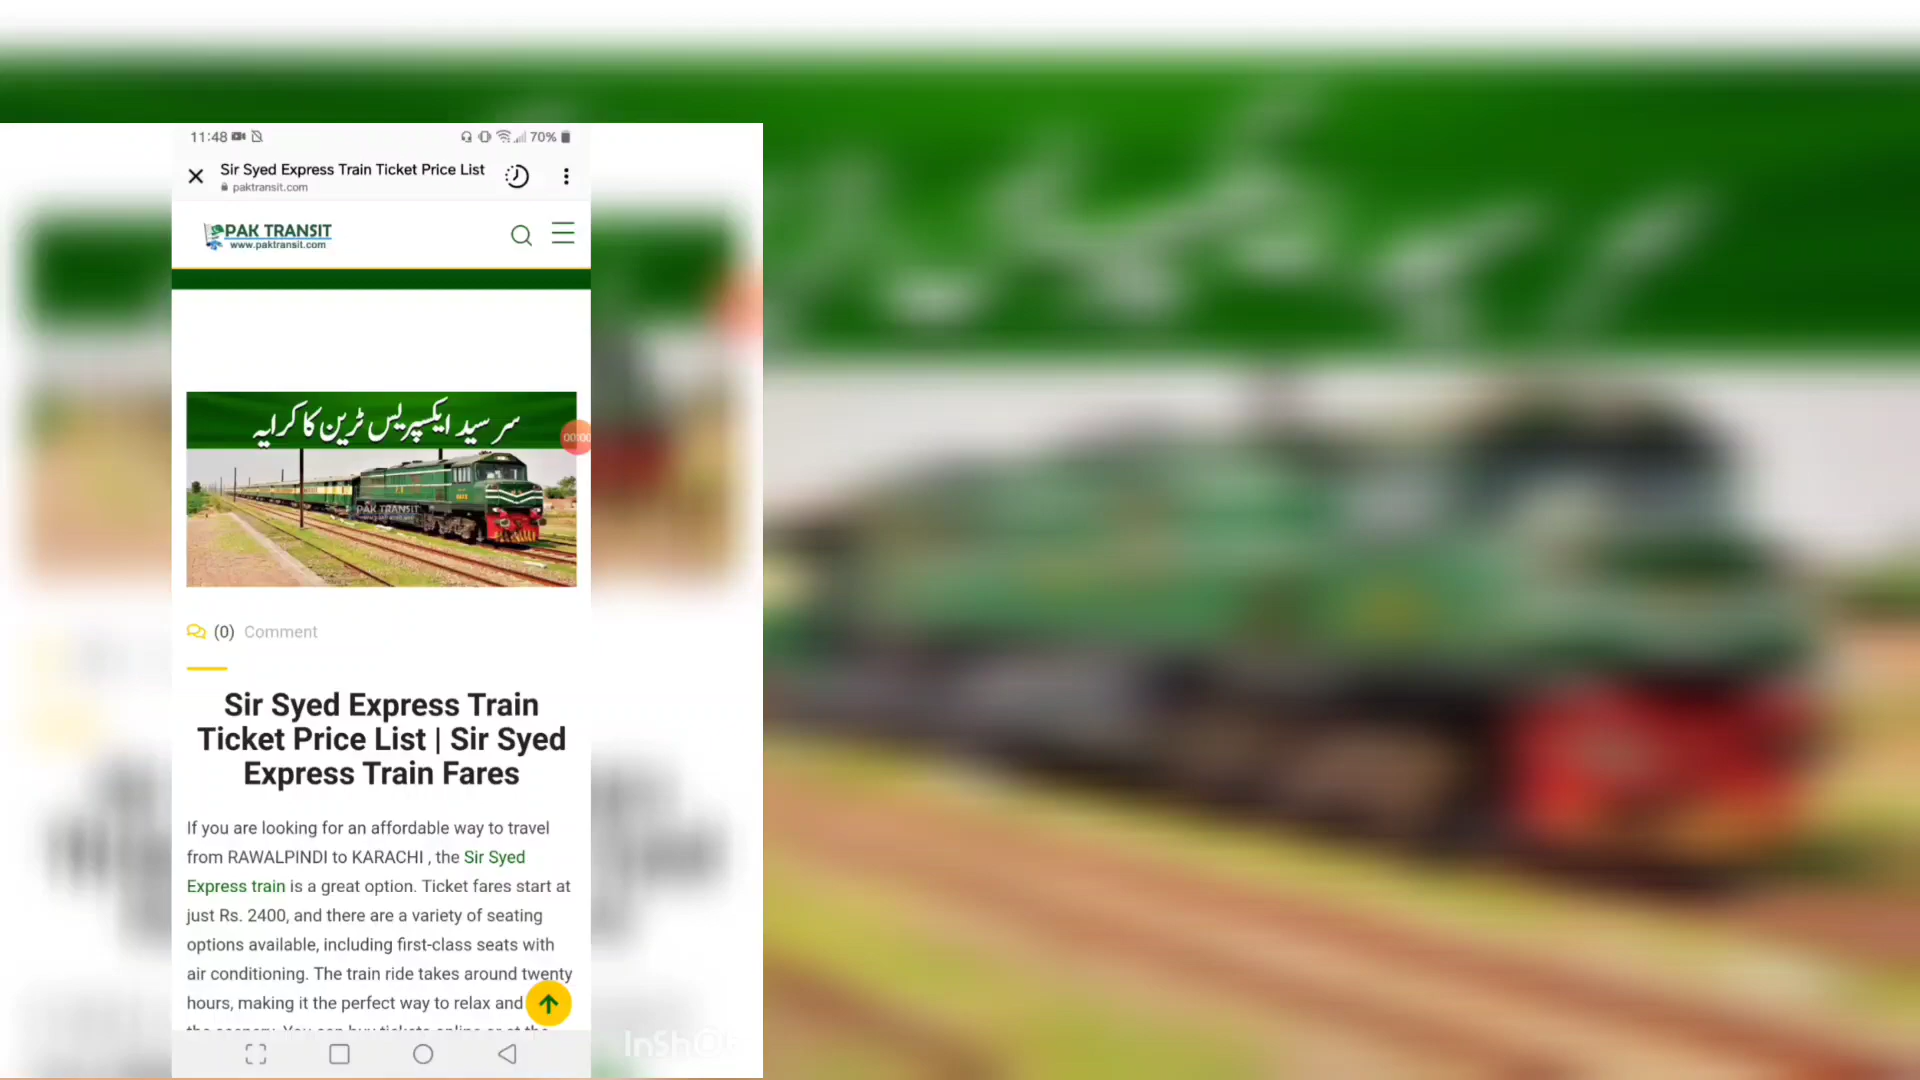 11:48
70%
Sir Syed Express Train Ticket Price List
paktransit.com
PAK TRANSIT
www.paktransit.com
سر سید ایکسپریس ٹرین کا کرایہ
00:00
PAK TRANSIT
(0) Comment
Sir Syed Express Train
Ticket Price List | Sir Syed
Express Train Fares
If you are looking for an affordable way to travel
from RAWALPINDI to KARACHI , the Sir Syed
Express train is a great option. Ticket fares start at
just Rs. 2400, and there are a variety of seating
options available, including first-class seats with
air conditioning. The train ride takes around twenty
hours, making it the perfect way to relax and
InSh